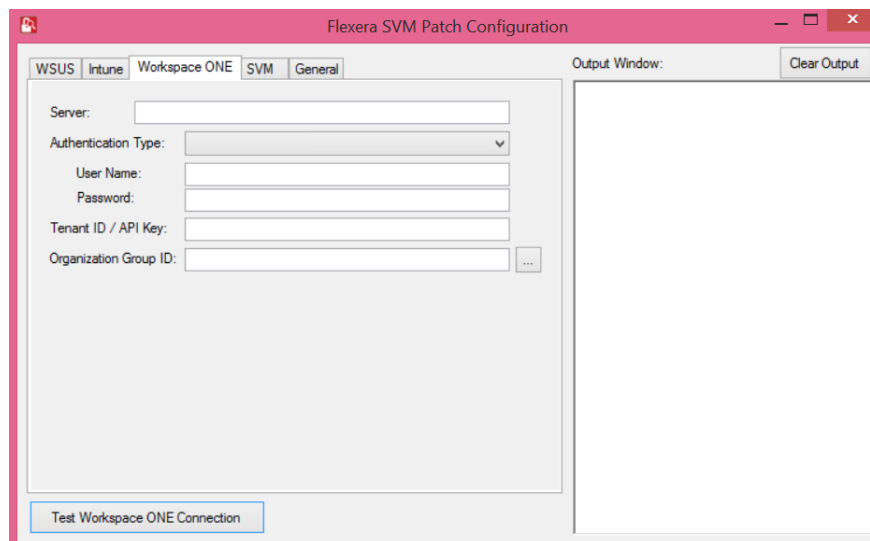 Flexera SVM Patch Configuration
WSUS Intune Workspace ONE SVM General
Output Window:
Clear Output
Server:
Authentication Type:
User Name:
Password:
Tenant ID / API Key:
Organization Group ID:
...
Test Workspace ONE Connection